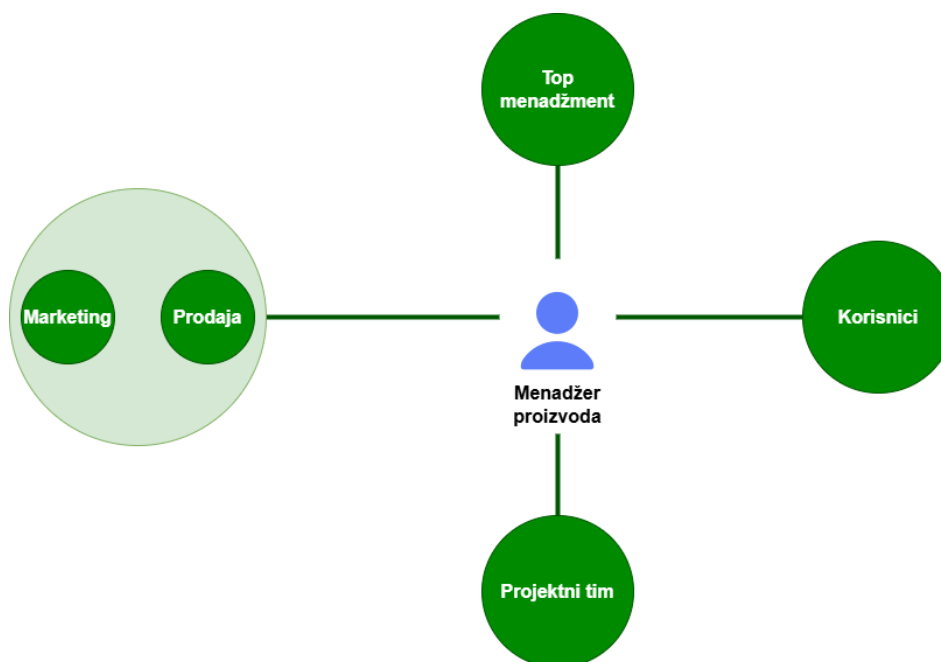 Top
menadžment
Marketing
Prodaja
Korisnici
Menadžer
proizvoda
Projektni tim